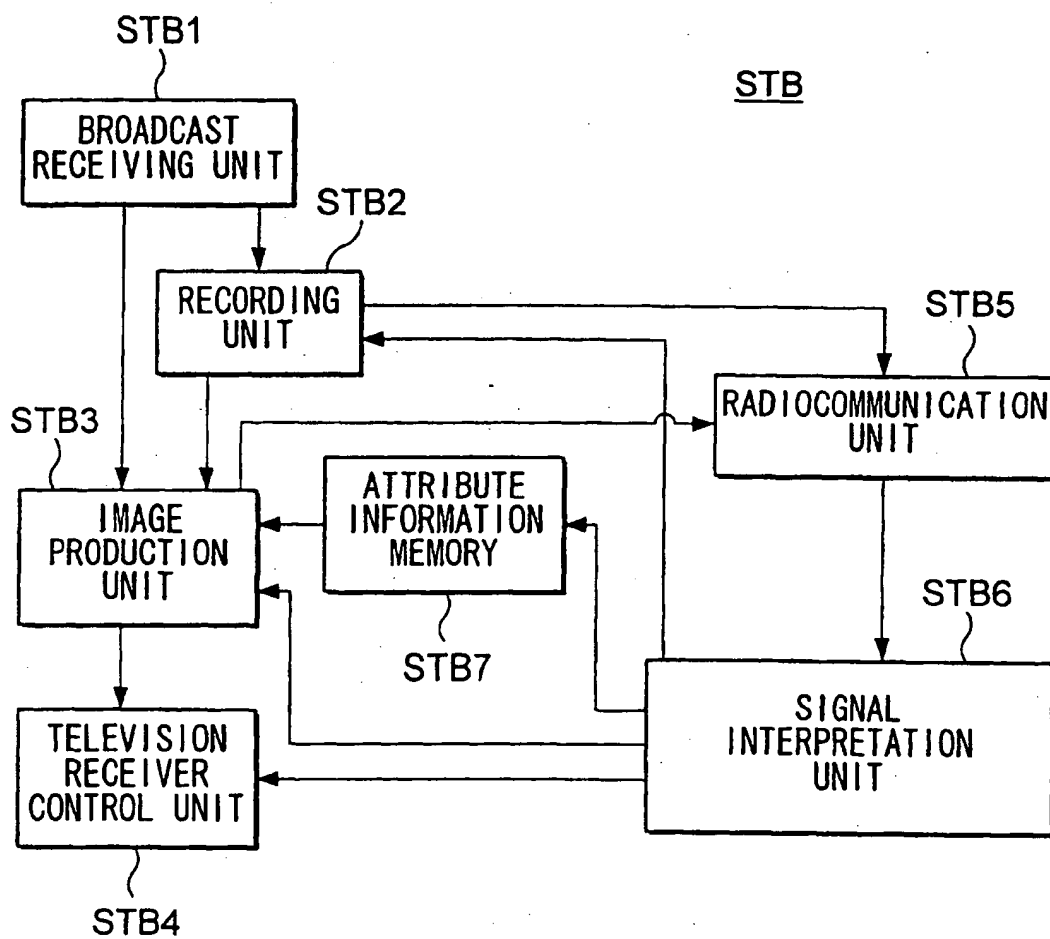 STB1
STB
BROADCAST
RECEIVING UNIT
STB2
RECORDING
UNIT
STB5
RADIOCOMMUNICATION
UNIT
STB3
IMAGE
PRODUCTION
UNIT
ATTRIBUTE
INFORMATION
MEMORY
STB7
STB6
SIGNAL
INTERPRETATION
UNIT
TELEVISION
RECEIVER
CONTROL UNIT
STB4